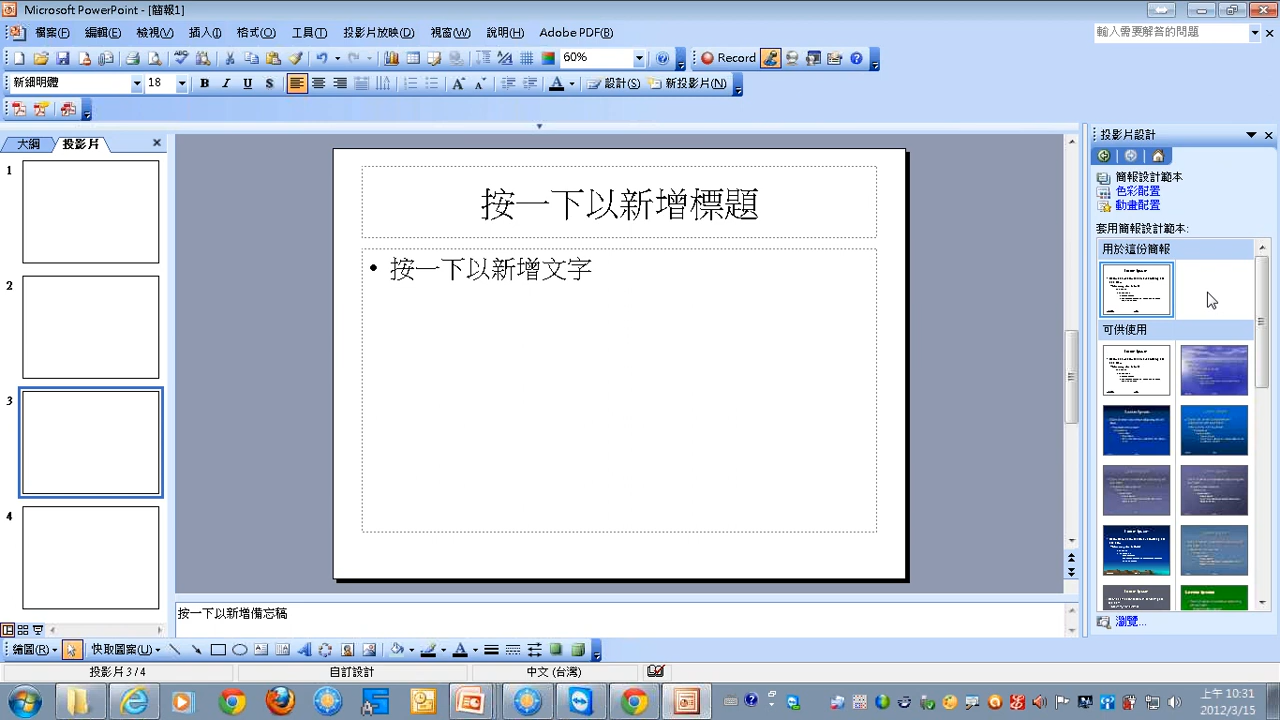 Microsoft PowerPoint - [簡報1]
檔案(F) 編輯(E) 檢視(V) 插入(I) 格式(O) 工具(T) 投影片放映(D) 視窗(W) 說明(H) Adobe PDF(B)
輸入需要解答的問題
60%
Record
新細明體 18 B I U S
設計(S) 新投影片(N)
大綱 投影片
投影片設計
簡報設計範本
色彩配置
動畫配置
套用簡報設計範本:
用於這份簡報
可供使用
1
2
3
4
按一下以新增標題
• 按一下以新增文字
按一下以新增備忘稿
瀏覽...
繪圖(R) 快取圖案(U)
投影片 3 / 4 自訂設計 中文 (台灣)
上午 10:31
2012/3/15